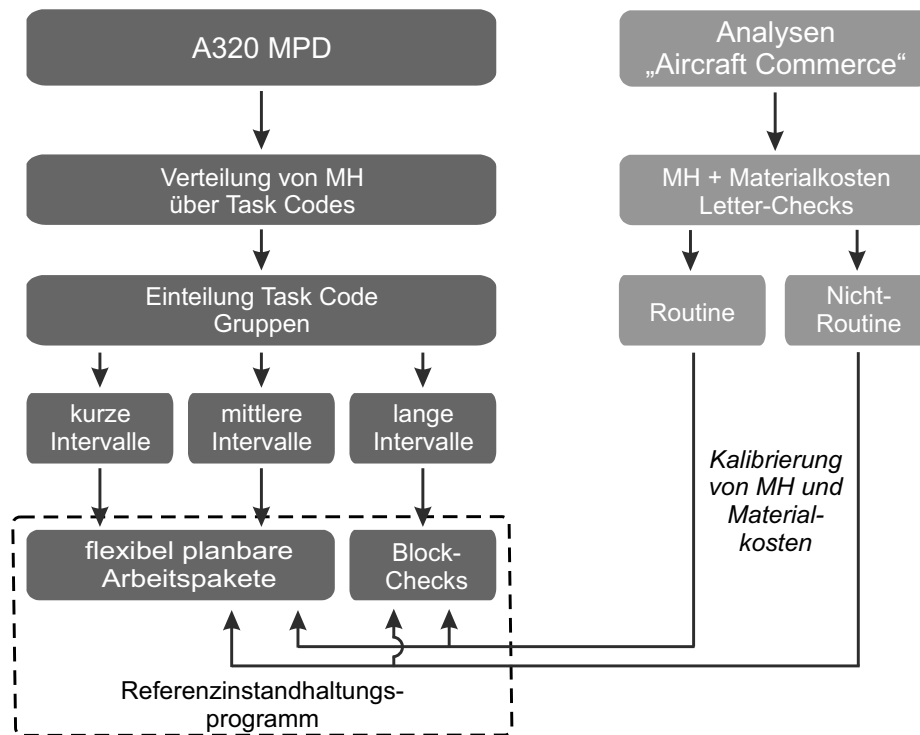 A320 MPD
Analysen
„Aircraft Commerce“
Verteilung von MH
über Task Codes
MH + Materialkosten
Letter-Checks
Einteilung Task Code
Gruppen
Routine
Nicht-
Routine
kurze
Intervalle
mittlere
Intervalle
lange
Intervalle
Kalibrierung
von MH und
Material-
kosten
flexibel planbare
Arbeitspakete
Block-
Checks
Referenzinstandhaltungs-
programm